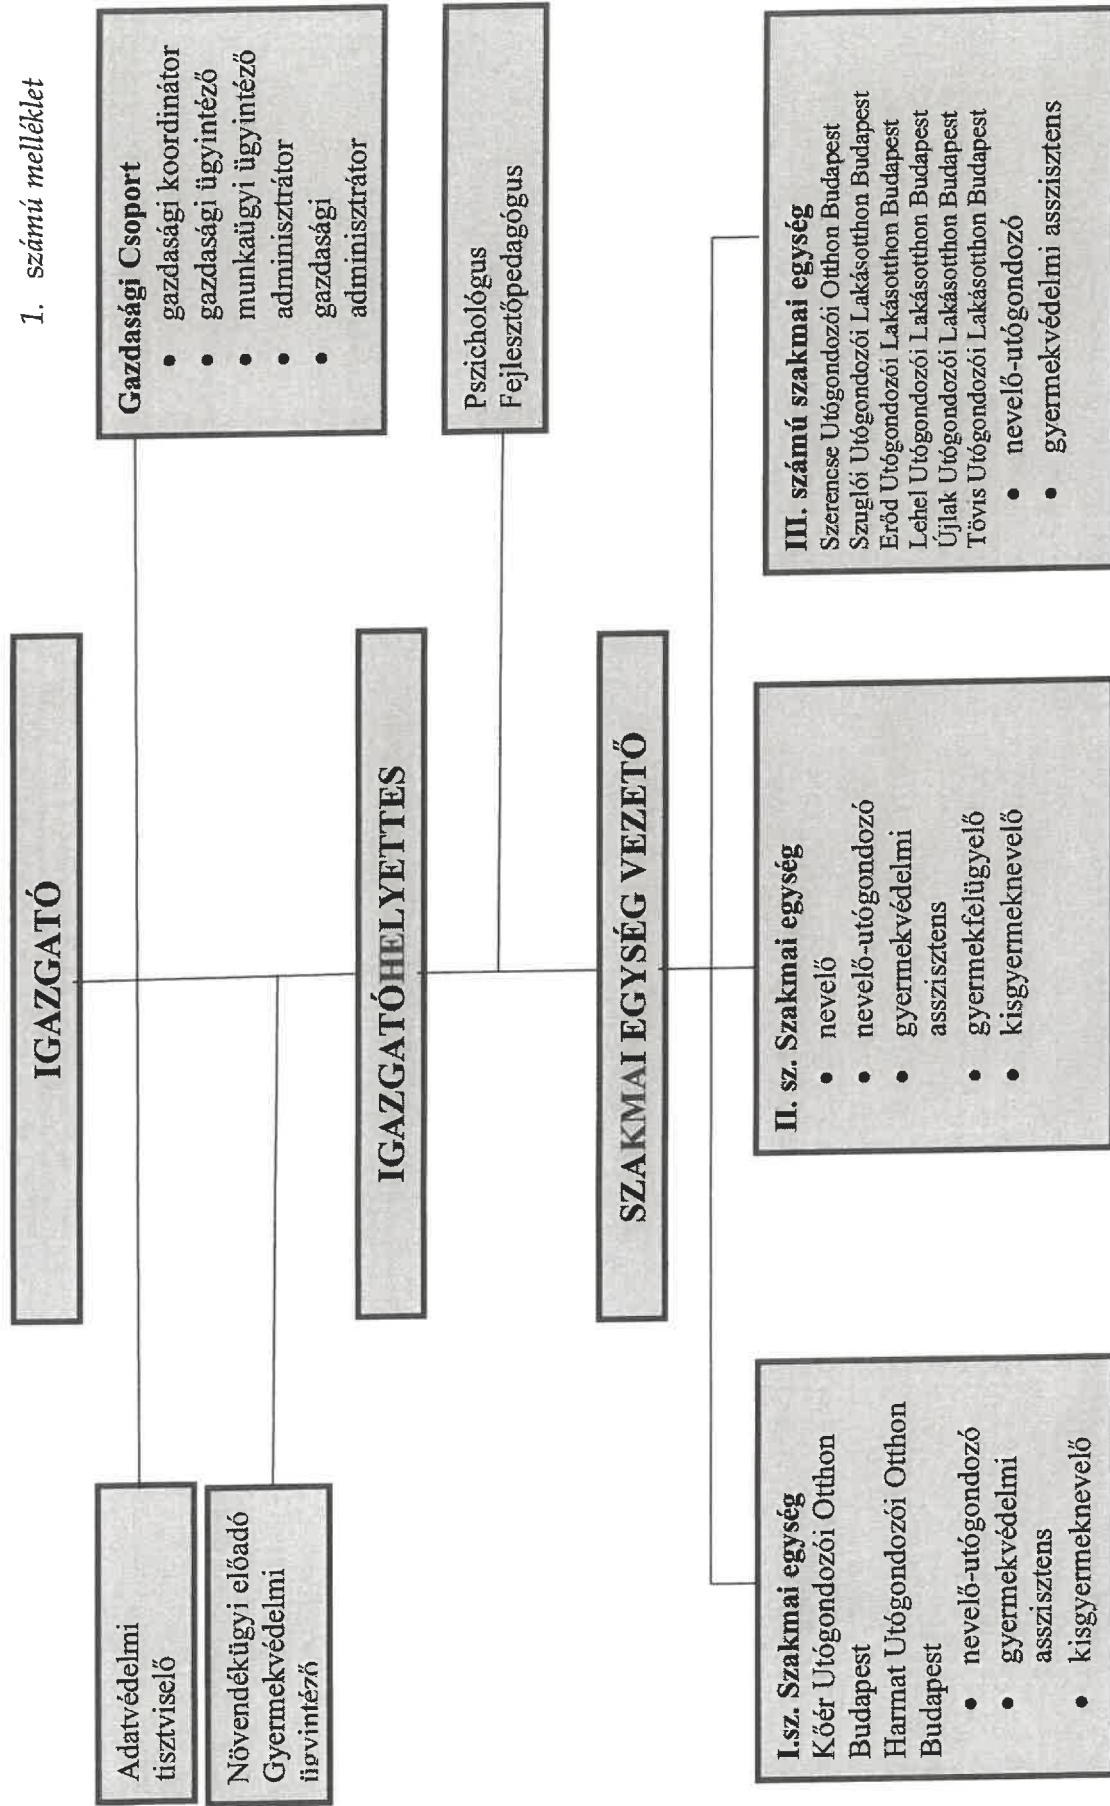 1. számú melléklet
IGAZGATÓ
Adatvédelmi
tisztviselő
Növendékügyi előadó
Gyermekvédelmi
ügyintéző
Gazdasági Csoport
• gazdasági koordinátor
• gazdasági ügyintéző
• munkaügyi ügyintéző
• adminisztrátor
• gazdasági
adminisztrátor
IGAZGATÓHELYETTES
Pszichológus
Fejlesztőpedagógus
SZAKMAI EGYSÉG VEZETŐ
I.sz. Szakmai egység
Kőér Utógondozói Otthon
Budapest
Harmat Utógondozói Otthon
Budapest
• nevelő-utógondozó
• gyermekvédelmi
asszisztens
• kisgyermeknevelő
II. sz. Szakmai egység
• nevelő
• nevelő-utógondozó
• gyermekvédelmi
asszisztens
• gyermekfelügyelő
• kisgyermeknevelő
III. számú szakmai egység
Szerencse Utógondozói Otthon Budapest
Szuglói Utógondozói Lakásotthon Budapest
Erőd Utógondozói Lakásotthon Budapest
Lehel Utógondozói Lakásotthon Budapest
Újlak Utógondozói Lakásotthon Budapest
Tövis Utógondozói Lakásotthon Budapest
• nevelő-utógondozó
• gyermekvédelmi asszisztens